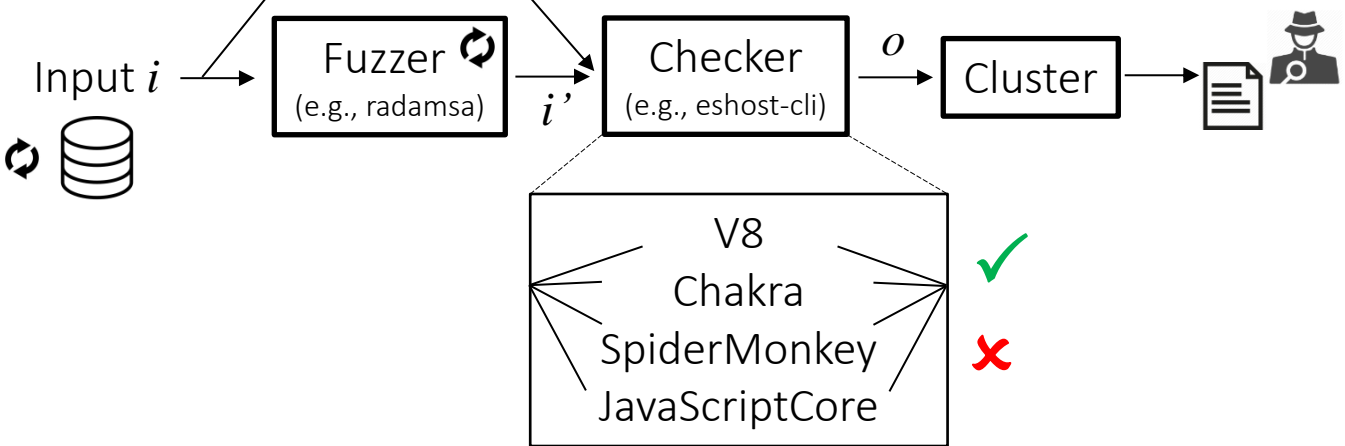 Input i
Fuzzer
(e.g., radamsa)
i’
Checker
(e.g., eshost-cli)
o
Cluster
V8
Chakra
SpiderMonkey
JavaScriptCore